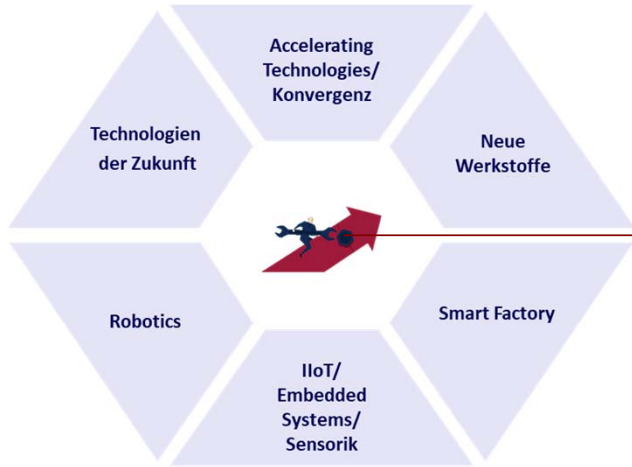 Accelerating
Technologies/
Konvergenz
Technologien
der Zukunft
Neue
Werkstoffe
Robotics
Smart Factory
IIoT/
Embedded
Systems/
Sensorik